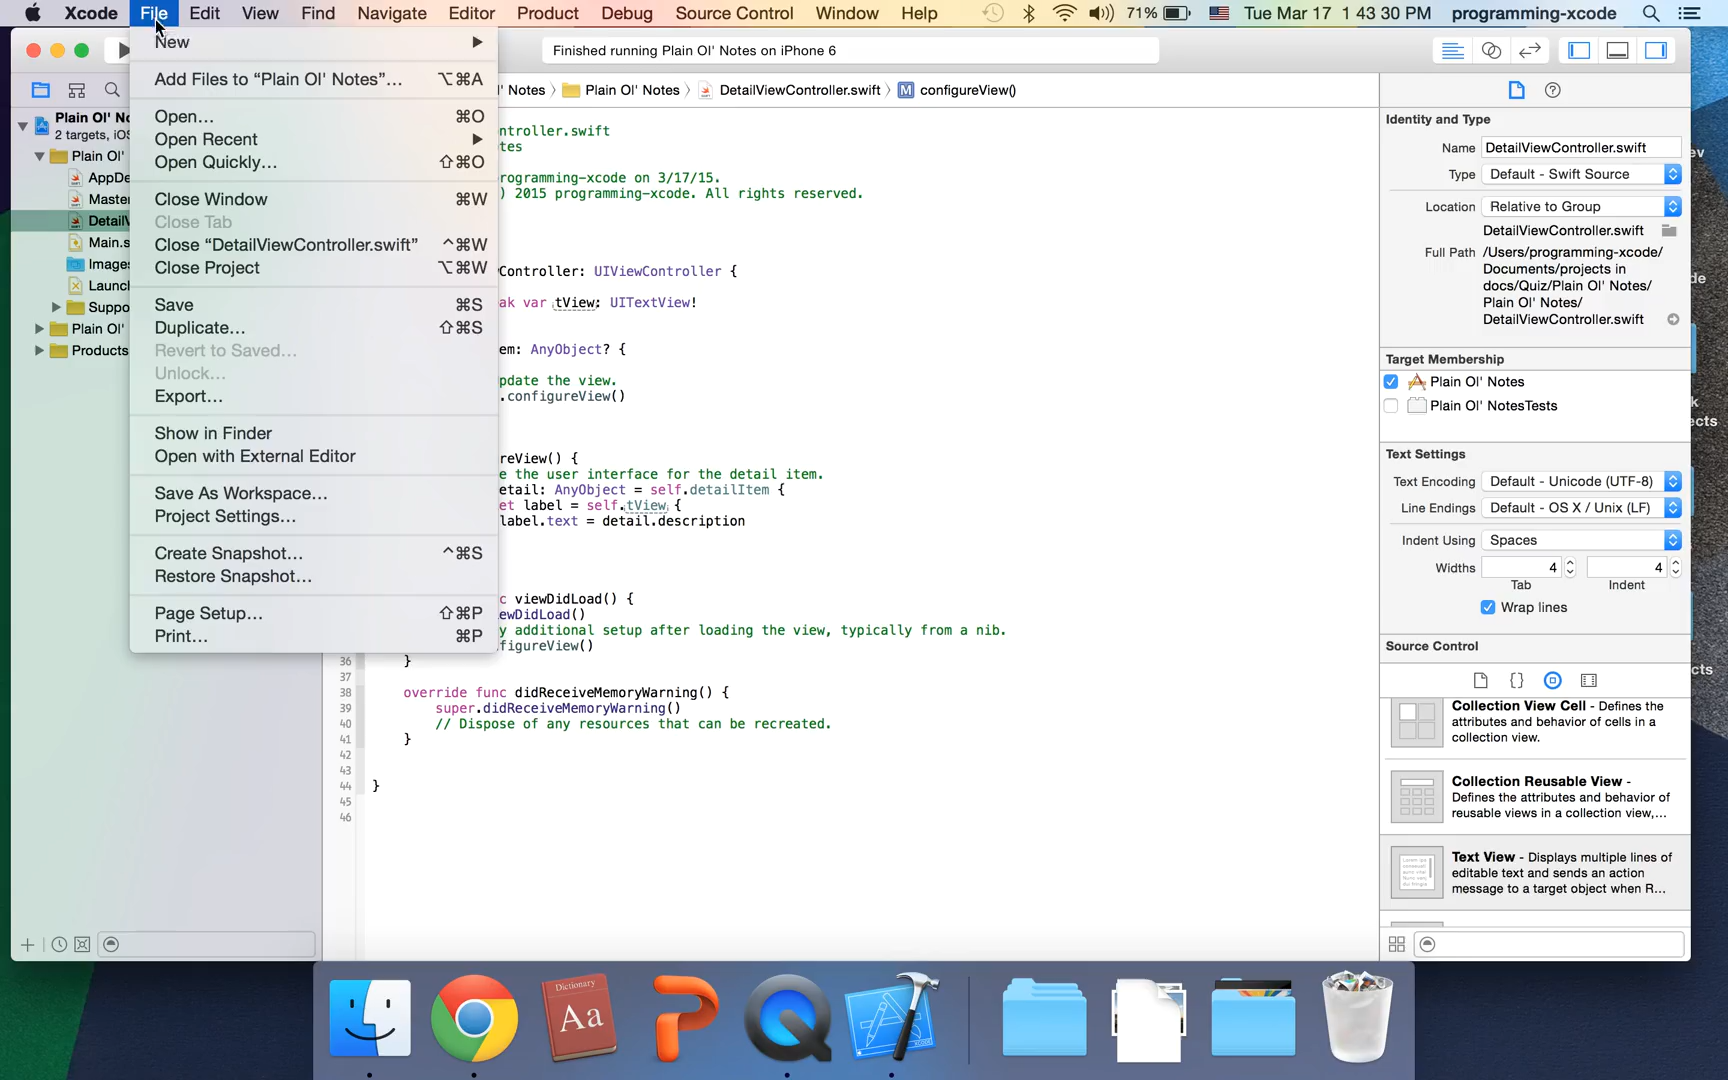 Xcode File Edit View Find Navigate Editor Product Debug Source Control Window Help 71% Tue Mar 17 1 43 30 PM programming-xcode
Finished running Plain Ol' Notes on iPhone 6
New
Add Files to “Plain Ol' Notes”... ⌥⌘A
Open... ⌘O
Open Recent
Open Quickly... ⇧⌘O
Close Window ⌘W
Close Tab
Close “DetailViewController.swift” ^⌘W
Close Project ⌥⌘W
Save ⌘S
Duplicate... ⇧⌘S
Revert to Saved...
Unlock...
Export...
Show in Finder
Open with External Editor
Save As Workspace...
Project Settings...
Create Snapshot... ^⌘S
Restore Snapshot...
Page Setup... ⇧⌘P
Print... ⌘P
Plain Ol' No
2 targets, iOS
Plain Ol'
AppDe
Master
DetailV
Main.s
Images
Launc
Suppo
Plain Ol'
Products
' Notes Plain Ol' Notes DetailViewController.swift M configureView()
ntroller.swift
tes
rogramming-xcode on 3/17/15.
) 2015 programming-xcode. All rights reserved.
Controller: UIViewController {
ak var tView: UITextView!
em: AnyObject? {
pdate the view.
.configureView()
reView() {
e the user interface for the detail item.
etail: AnyObject = self.detailItem {
et label = self.tView {
label.text = detail.description
c viewDidLoad() {
ewDidLoad()
y additional setup after loading the view, typically from a nib.
figureView()
36 }
37
38 override func didReceiveMemoryWarning() {
39 super.didReceiveMemoryWarning()
40 // Dispose of any resources that can be recreated.
41 }
42
43
44 }
45
46
Identity and Type
Name DetailViewController.swift
Type Default - Swift Source
Location Relative to Group
DetailViewController.swift
Full Path /Users/programming-xcode/
Documents/projects in
docs/Quiz/Plain Ol' Notes/
Plain Ol' Notes/
DetailViewController.swift
Target Membership
Plain Ol' Notes
Plain Ol' NotesTests
Text Settings
Text Encoding Default - Unicode (UTF-8)
Line Endings Default - OS X / Unix (LF)
Indent Using Spaces
Widths 4 4
Tab Indent
Wrap lines
Source Control
{}
Collection View Cell - Defines the
attributes and behavior of cells in a
collection view.
Collection Reusable View -
Defines the attributes and behavior of
reusable views in a collection view,...
Text View - Displays multiple lines of
editable text and sends an action
message to a target object when R...
ev
de
k
ects
cts
Dictionary
Aa